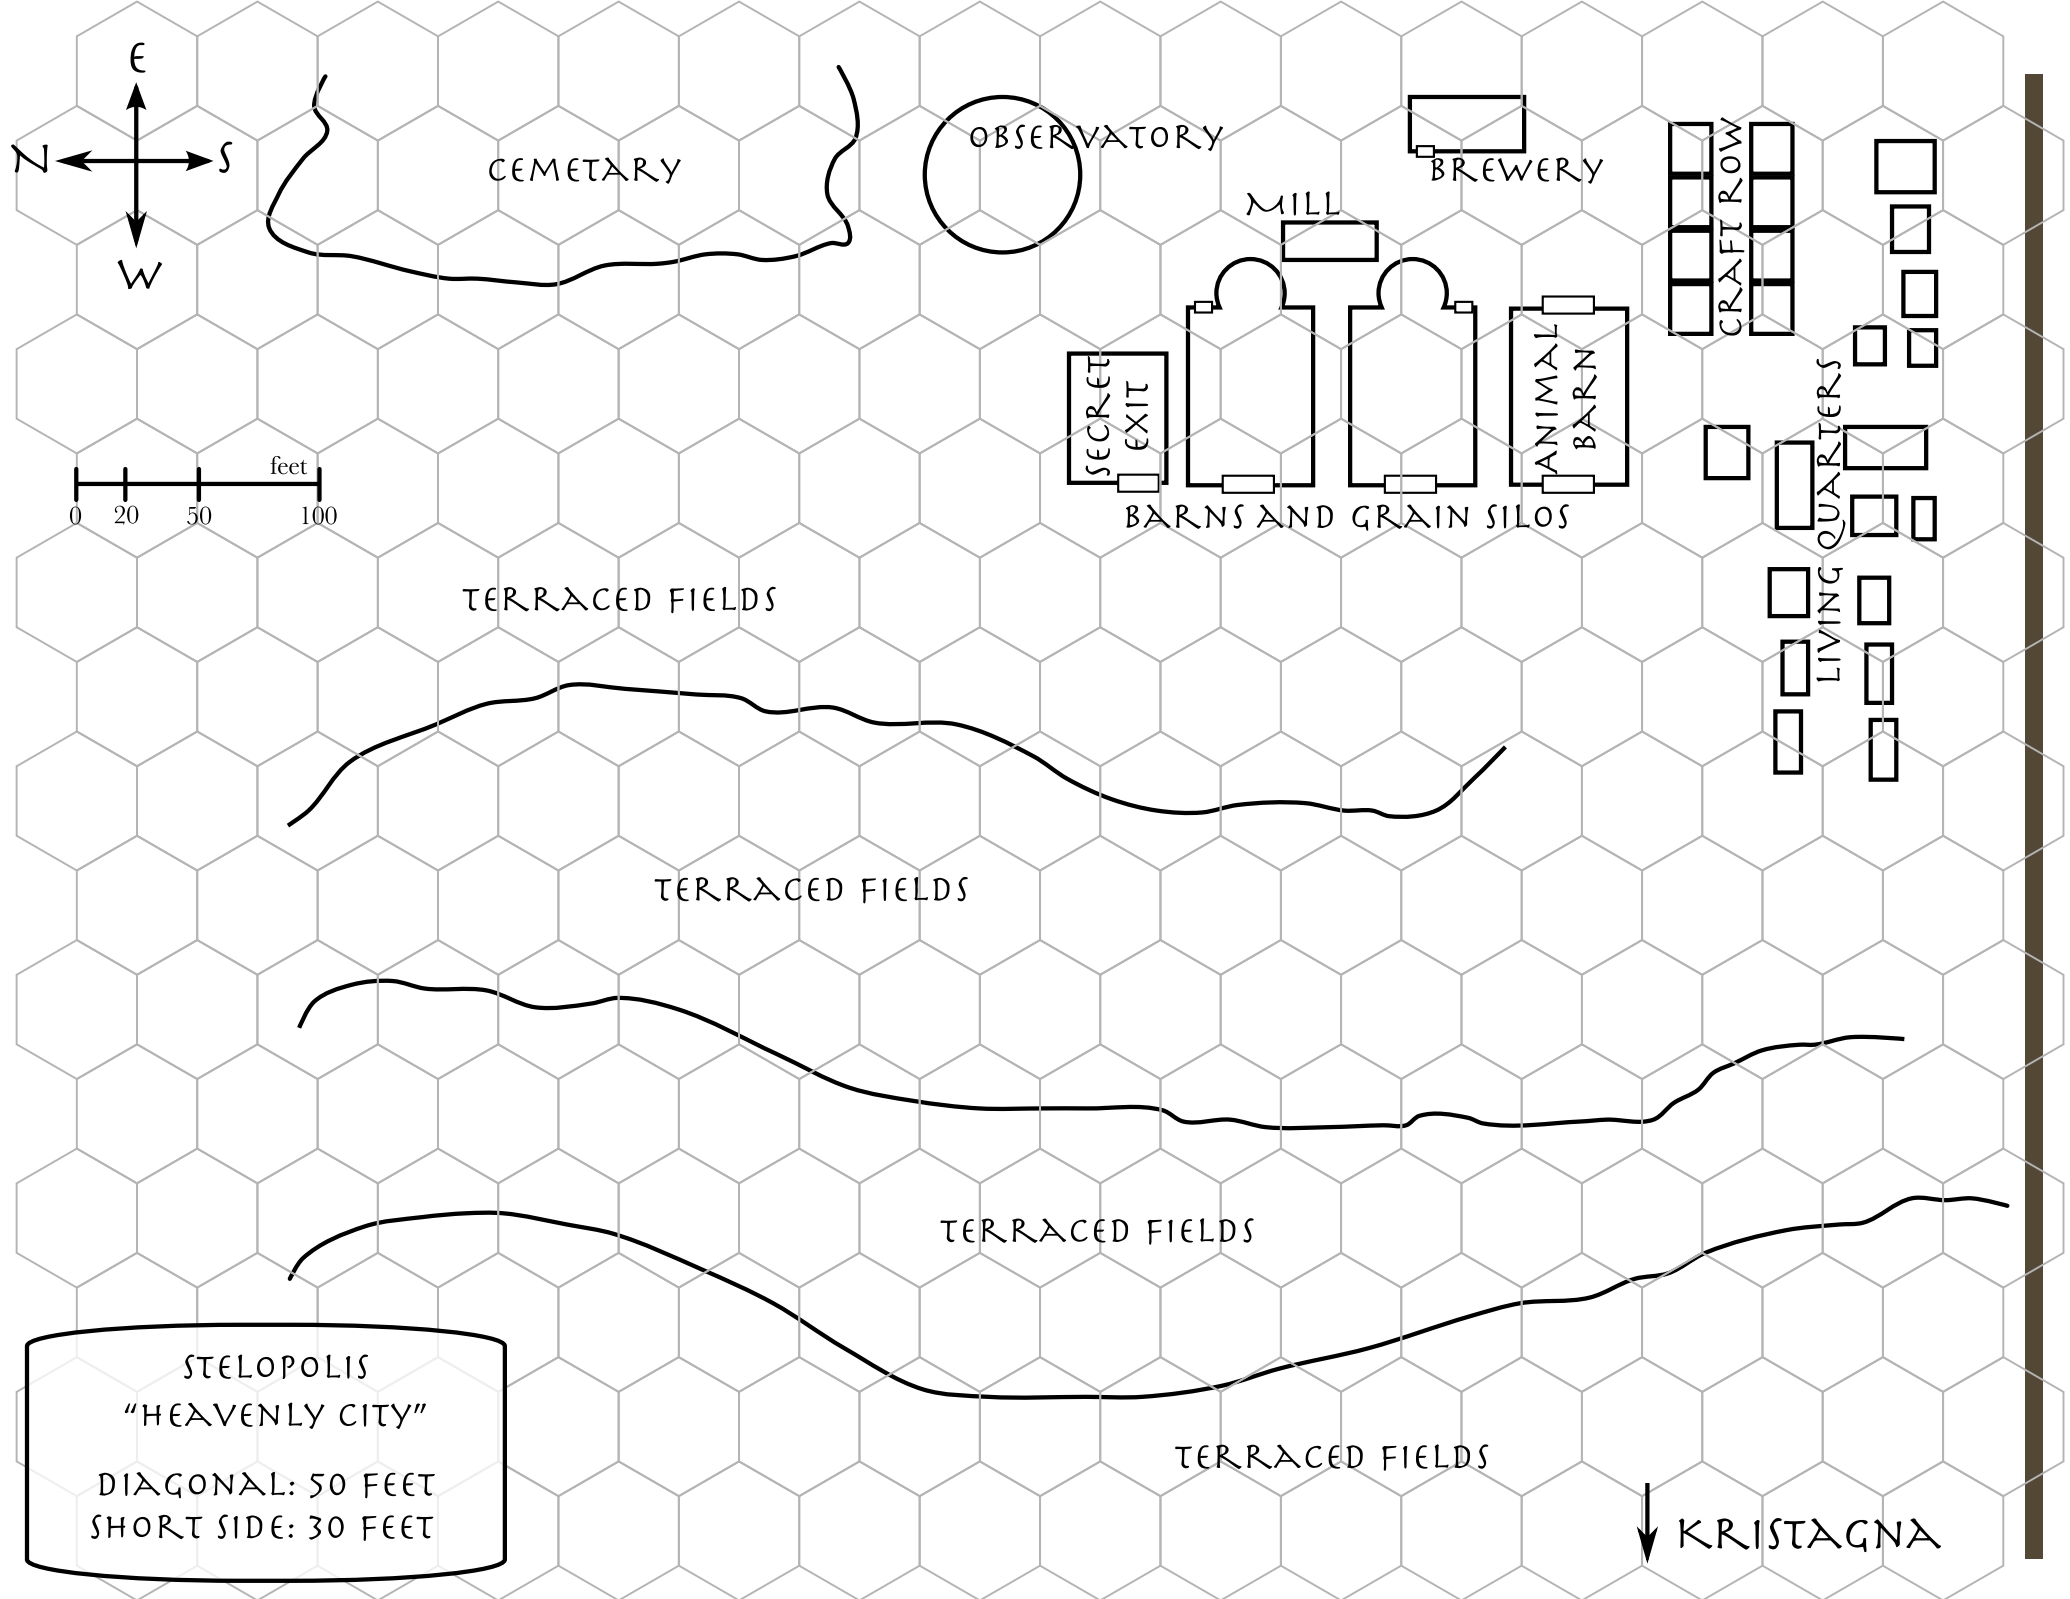 E
N
S
W
CEMETARY
OBSERVATORY
BREWERY
MILL
CRAFT ROW
SECRET
EXIT
ANIMAL
BARN
BARNS AND GRAIN SILOS
LIVING QUARTERS
feet
0 20 50 100
TERRACED FIELDS
TERRACED FIELDS
TERRACED FIELDS
TERRACED FIELDS
STELOPOLIS
“HEAVENLY CITY”
DIAGONAL: 50 FEET
SHORT SIDE: 30 FEET
KRISTAGNA